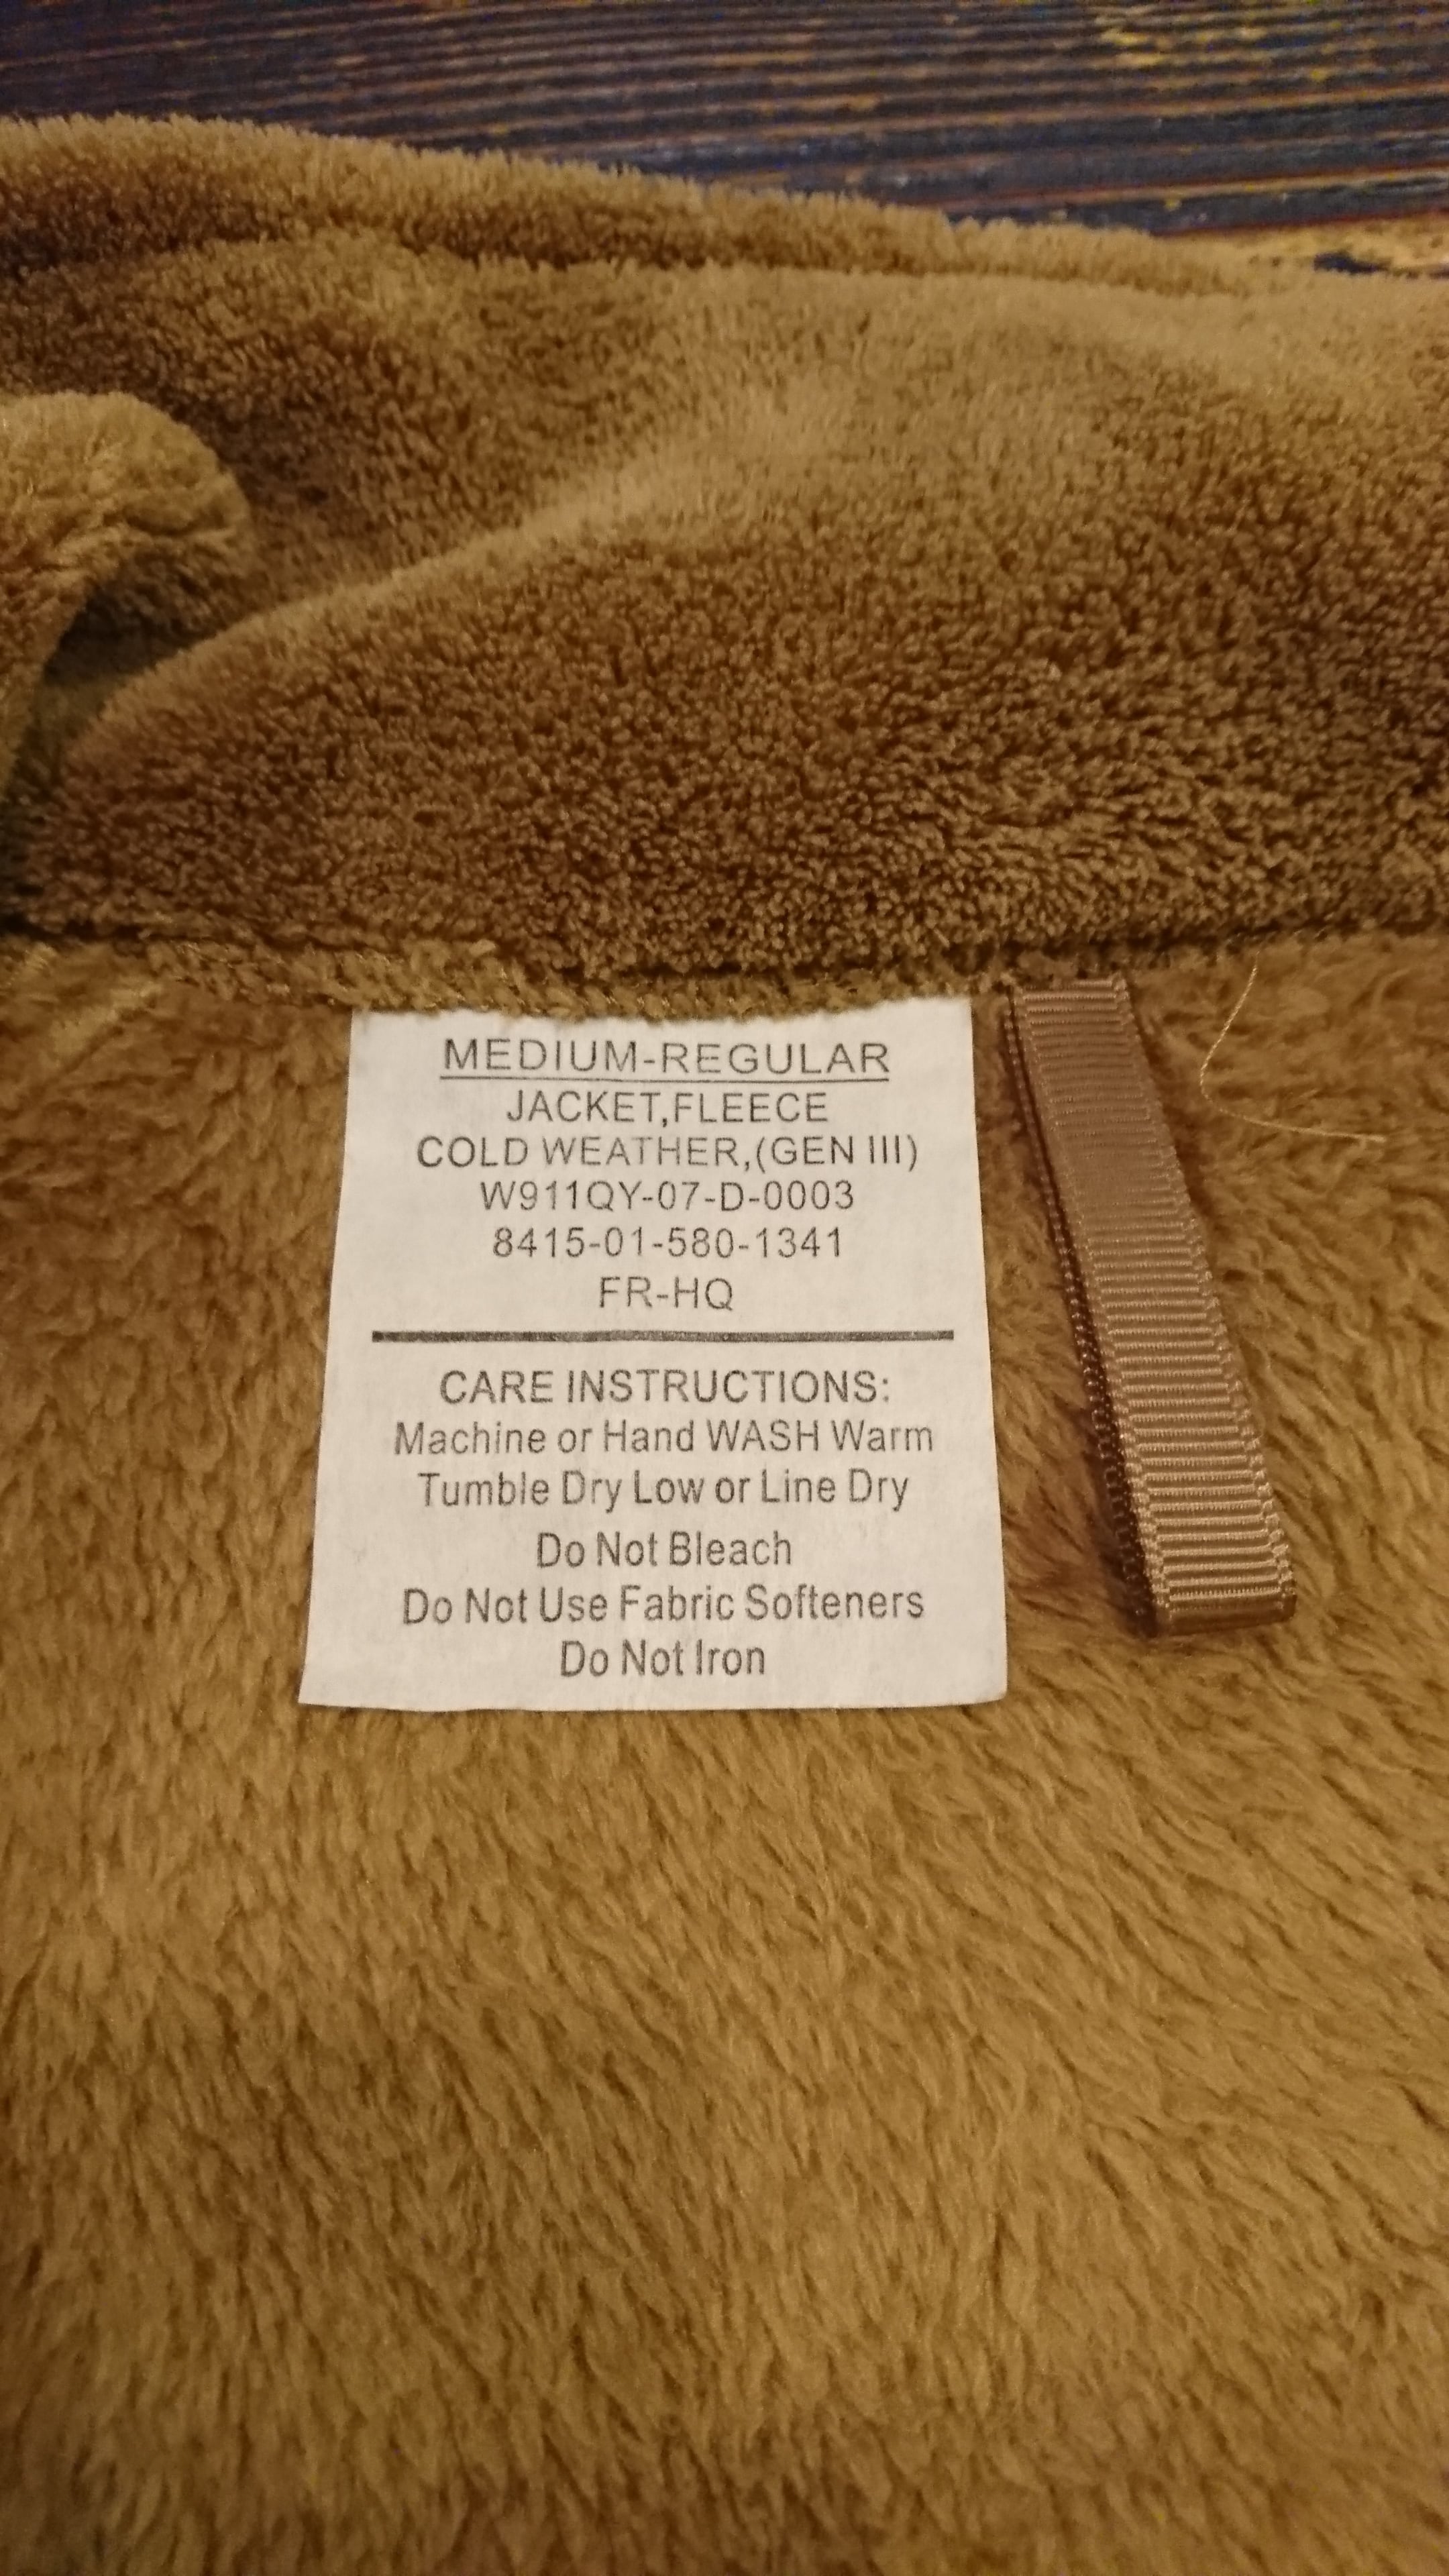 MEDIUM-REGULAR
JACKET,FLEECE
COLD WEATHER,(GEN III)
W911QY-07-D-0003
8415-01-580-1341
FR-HQ
CARE INSTRUCTIONS:
Machine or Hand WASH Warm
Tumble Dry Low or Line Dry
Do Not Bleach
Do Not Use Fabric Softeners
Do Not Iron